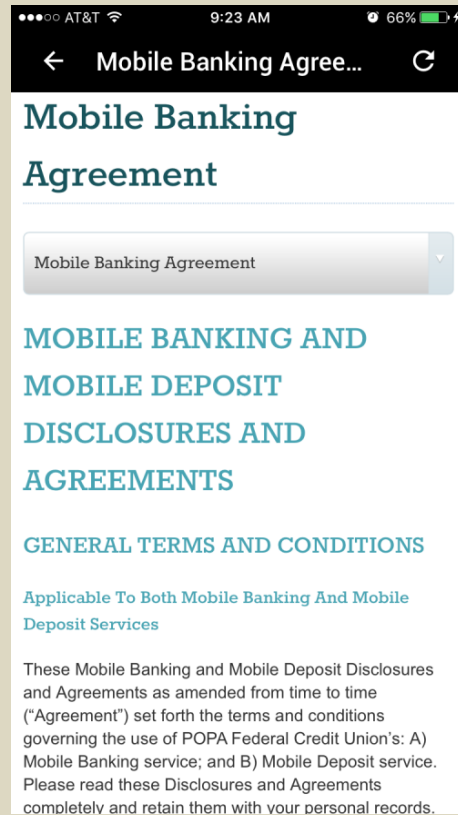 AT&T 9:23 AM 66%
Mobile Banking Agree...
Mobile Banking
Agreement
Mobile Banking Agreement
MOBILE BANKING AND
MOBILE DEPOSIT
DISCLOSURES AND
AGREEMENTS
GENERAL TERMS AND CONDITIONS
Applicable To Both Mobile Banking And Mobile
Deposit Services
These Mobile Banking and Mobile Deposit Disclosures
and Agreements as amended from time to time
(“Agreement”) set forth the terms and conditions
governing the use of POPA Federal Credit Union’s: A)
Mobile Banking service; and B) Mobile Deposit service.
Please read these Disclosures and Agreements
completely and retain them with your personal records.